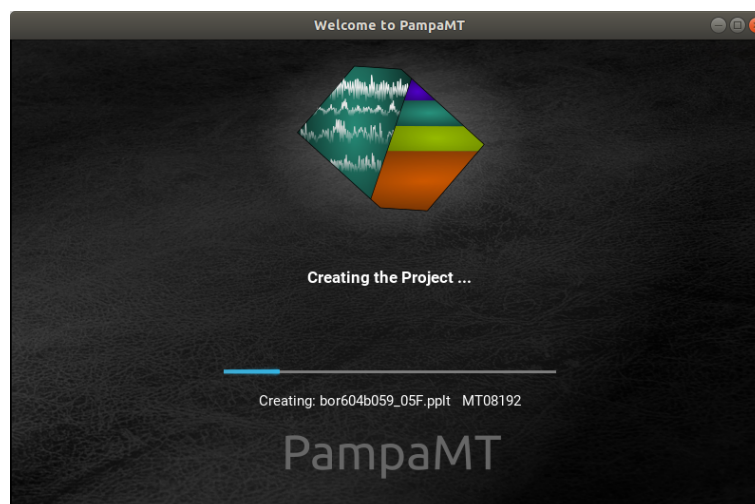 Welcome to PampaMT
Creating the Project ...
Creating: bor604b059_05F.pplt MT08192
PampaMT